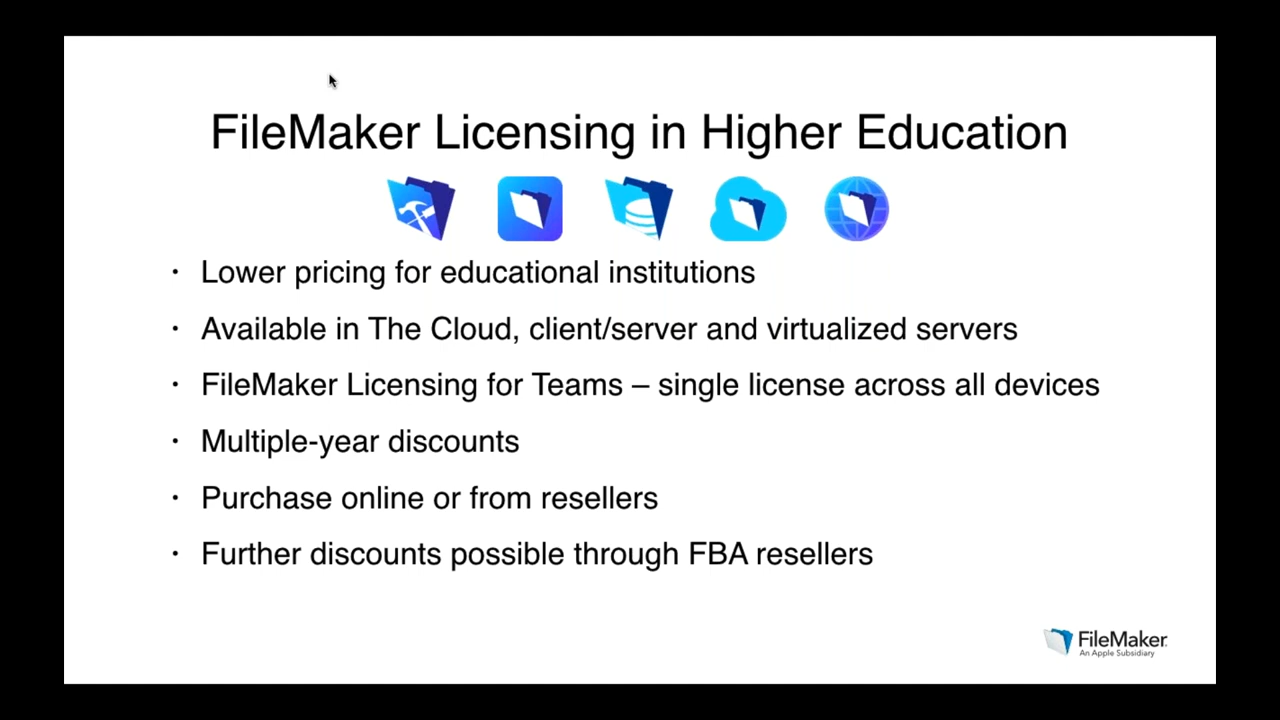 FileMaker Licensing in Higher Education
• Lower pricing for educational institutions
• Available in The Cloud, client/server and virtualized servers
• FileMaker Licensing for Teams – single license across all devices
• Multiple-year discounts
• Purchase online or from resellers
• Further discounts possible through FBA resellers
FileMaker.
An Apple Subsidiary